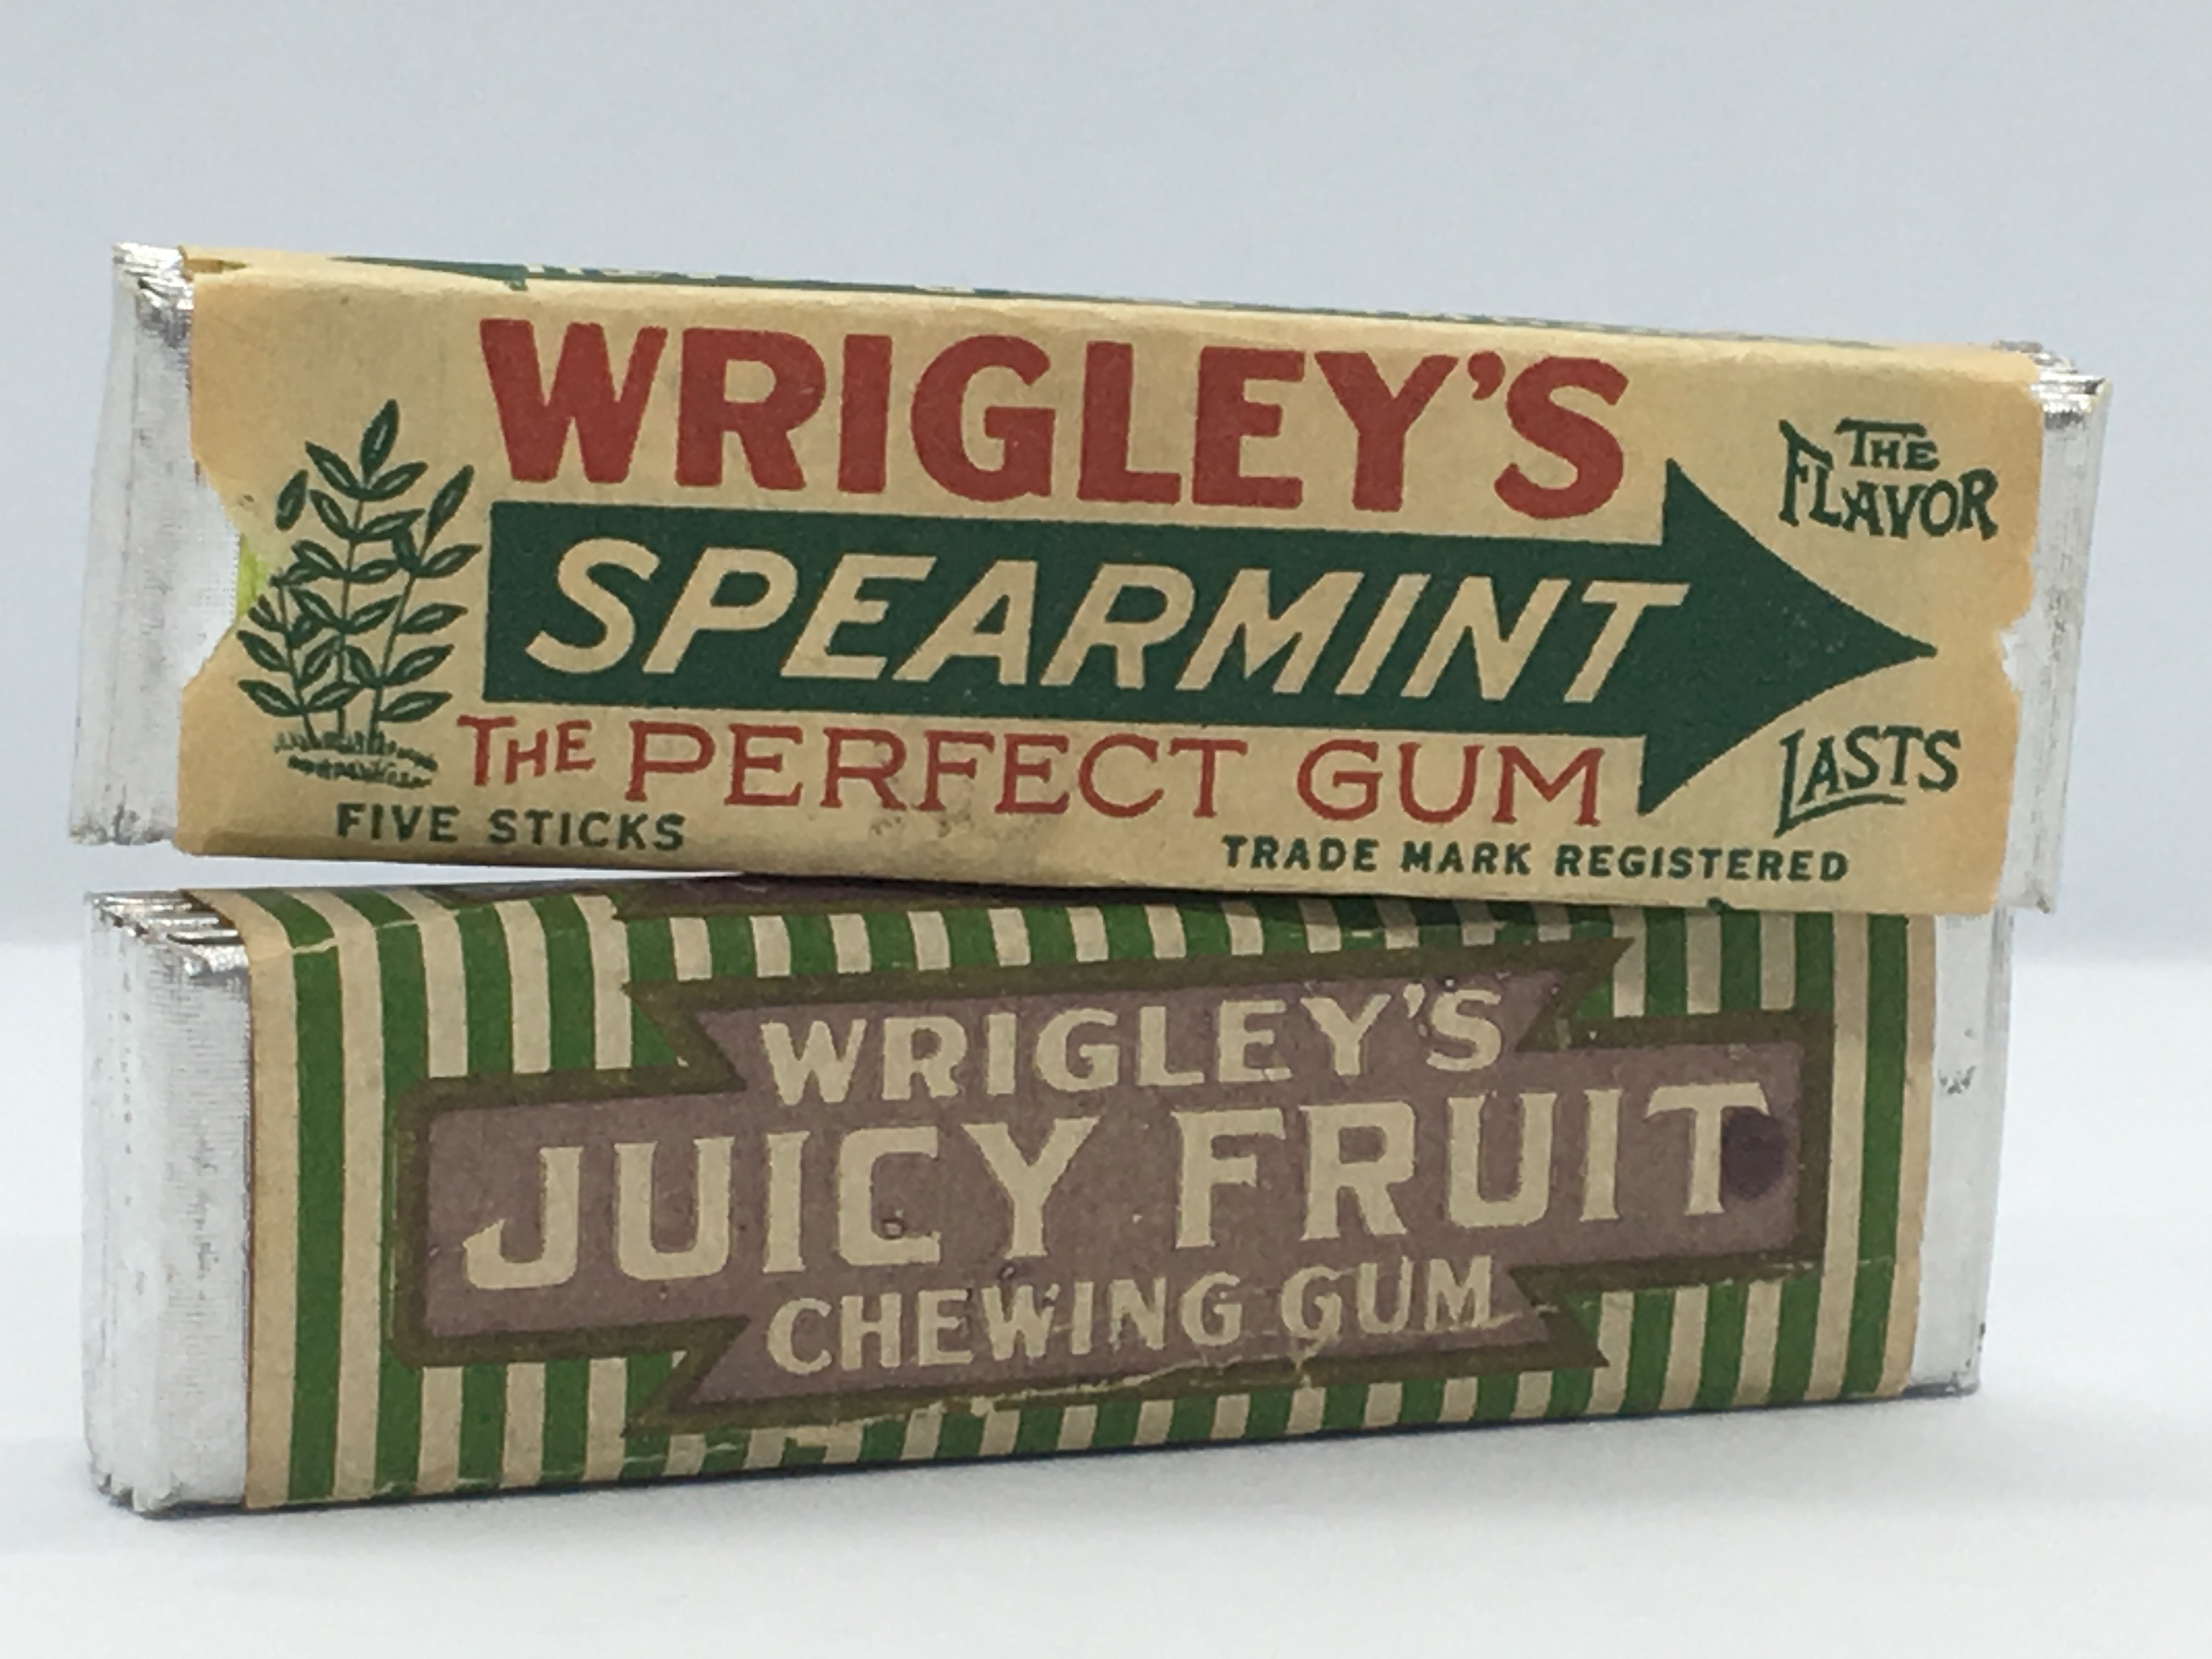 WRIGLEY'S
THE
FLAVOR
SPEARMINT
LASTS
THE PERFECT GUM
FIVE STICKS
TRADE MARK REGISTERED
WRIGLEY'S
JUICY FRUIT
CHEWING GUM